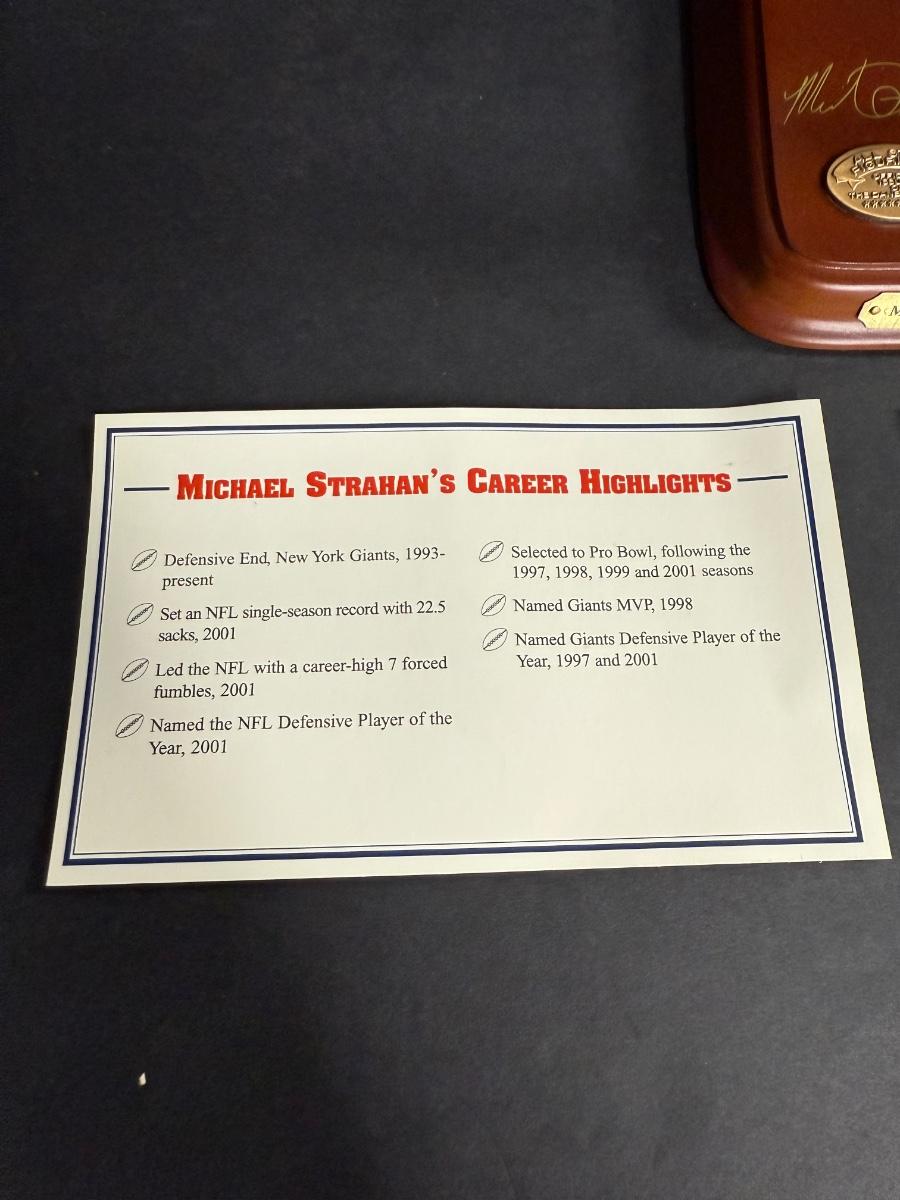 MICHAEL STRAHAN'S CAREER HIGHLIGHTS
Defensive End, New York Giants, 1993-
present
Set an NFL single-season record with 22.5
sacks, 2001
Led the NFL with a career-high 7 forced
fumbles, 2001
Named the NFL Defensive Player of the
Year, 2001
Selected to Pro Bowl, following the
1997, 1998, 1999 and 2001 seasons
Named Giants MVP, 1998
Named Giants Defensive Player of the
Year, 1997 and 2001